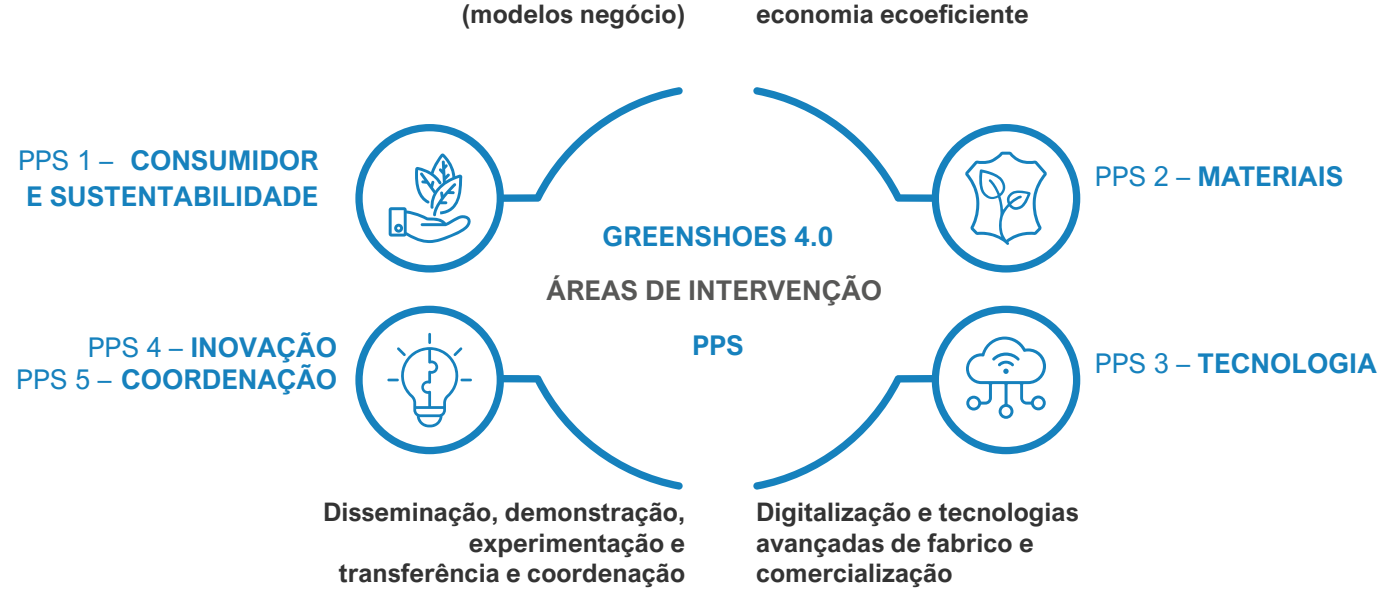 (modelos negócio)
economia ecoeficiente
PPS 1 – CONSUMIDOR
E SUSTENTABILIDADE
PPS 2 – MATERIAIS
GREENSHOES 4.0
ÁREAS DE INTERVENÇÃO
PPS
PPS 4 – INOVAÇÃO
PPS 5 – COORDENAÇÃO
PPS 3 – TECNOLOGIA
Disseminação, demonstração,
experimentação e
transferência e coordenação
Digitalização e tecnologias
avançadas de fabrico e
comercialização